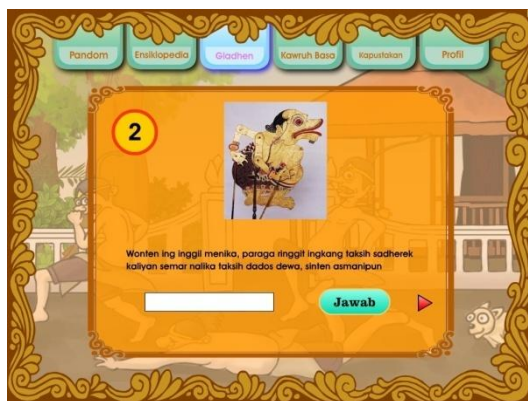 Pandom
Ensiklopedia
Gladhen
Kawruh Basa
Kapustakan
Profil
2
Wonten ing inggil menika, paraga ringgit ingkang taksih sadherek
kaliyan semar nalika taksih dados dewa, sinten asmanipun
Jawab